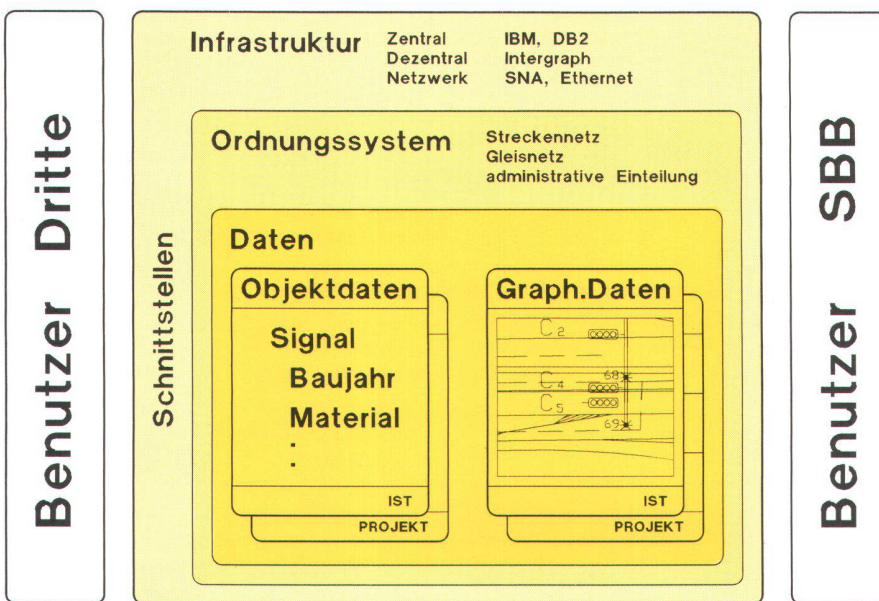 Benutzer Dritte
Infrastruktur
Zentral IBM, DB2
Dezentral Intergraph
Netzwerk SNA, Ethernet
Schnittstellen
Ordnungssystem
Streckennetz
Gleisnetz
administrative Einteilung
Daten
Objektdaten
Signal
Baujahr
Material
:
IST
PROJEKT
Graph.Daten
C2
68
C4
C5
69
IST
PROJEKT
Benutzer SBB